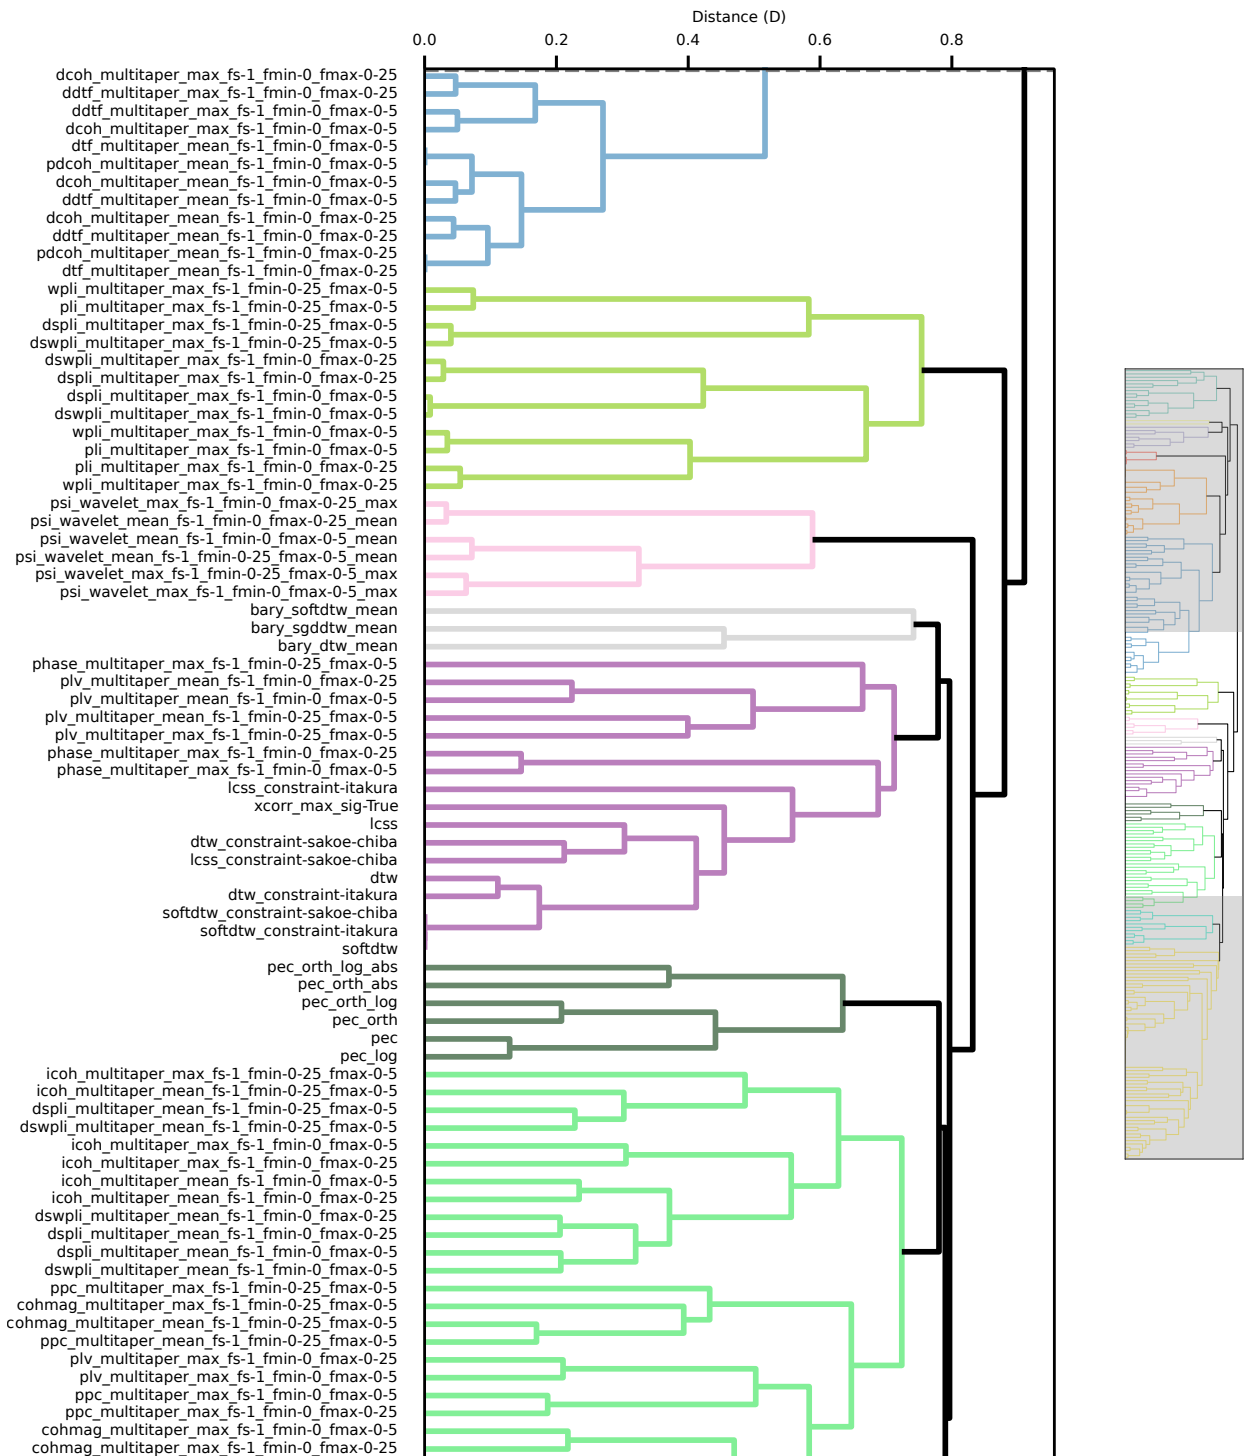 Distance (D)
0.0 0.2 0.4 0.6 0.8
dcoh_multitaper_max_fs-1_fmin-0_fmax-0-25
ddtf_multitaper_max_fs-1_fmin-0_fmax-0-25
ddtf_multitaper_max_fs-1_fmin-0_fmax-0-5
dcoh_multitaper_max_fs-1_fmin-0_fmax-0-5
dtf_multitaper_mean_fs-1_fmin-0_fmax-0-5
pdcoh_multitaper_mean_fs-1_fmin-0_fmax-0-5
dcoh_multitaper_mean_fs-1_fmin-0_fmax-0-5
ddtf_multitaper_mean_fs-1_fmin-0_fmax-0-5
dcoh_multitaper_mean_fs-1_fmin-0_fmax-0-25
ddtf_multitaper_mean_fs-1_fmin-0_fmax-0-25
pdcoh_multitaper_mean_fs-1_fmin-0_fmax-0-25
dtf_multitaper_mean_fs-1_fmin-0_fmax-0-25
wpli_multitaper_max_fs-1_fmin-0-25_fmax-0-5
pli_multitaper_max_fs-1_fmin-0-25_fmax-0-5
dspli_multitaper_max_fs-1_fmin-0-25_fmax-0-5
dswpli_multitaper_max_fs-1_fmin-0-25_fmax-0-5
dswpli_multitaper_max_fs-1_fmin-0_fmax-0-25
dspli_multitaper_max_fs-1_fmin-0_fmax-0-25
dspli_multitaper_max_fs-1_fmin-0_fmax-0-5
dswpli_multitaper_max_fs-1_fmin-0_fmax-0-5
wpli_multitaper_max_fs-1_fmin-0_fmax-0-5
pli_multitaper_max_fs-1_fmin-0_fmax-0-5
pli_multitaper_max_fs-1_fmin-0_fmax-0-25
wpli_multitaper_max_fs-1_fmin-0_fmax-0-25
psi_wavelet_max_fs-1_fmin-0_fmax-0-25_max
psi_wavelet_mean_fs-1_fmin-0_fmax-0-25_mean
psi_wavelet_mean_fs-1_fmin-0_fmax-0-5_mean
psi_wavelet_mean_fs-1_fmin-0-25_fmax-0-5_mean
psi_wavelet_max_fs-1_fmin-0-25_fmax-0-5_max
psi_wavelet_max_fs-1_fmin-0_fmax-0-5_max
bary_softdtw_mean
bary_sgddtw_mean
bary_dtw_mean
phase_multitaper_max_fs-1_fmin-0-25_fmax-0-5
plv_multitaper_mean_fs-1_fmin-0_fmax-0-25
plv_multitaper_mean_fs-1_fmin-0_fmax-0-5
plv_multitaper_mean_fs-1_fmin-0-25_fmax-0-5
plv_multitaper_max_fs-1_fmin-0-25_fmax-0-5
phase_multitaper_max_fs-1_fmin-0_fmax-0-25
phase_multitaper_max_fs-1_fmin-0_fmax-0-5
lcss_constraint-itakura
xcorr_max_sig-True
lcss
dtw_constraint-sakoe-chiba
lcss_constraint-sakoe-chiba
dtw
dtw_constraint-itakura
softdtw_constraint-sakoe-chiba
softdtw_constraint-itakura
softdtw
pec_orth_log_abs
pec_orth_abs
pec_orth_log
pec_orth
pec
pec_log
icoh_multitaper_max_fs-1_fmin-0-25_fmax-0-5
icoh_multitaper_mean_fs-1_fmin-0-25_fmax-0-5
dspli_multitaper_mean_fs-1_fmin-0-25_fmax-0-5
dswpli_multitaper_mean_fs-1_fmin-0-25_fmax-0-5
icoh_multitaper_max_fs-1_fmin-0_fmax-0-5
icoh_multitaper_max_fs-1_fmin-0_fmax-0-25
icoh_multitaper_mean_fs-1_fmin-0_fmax-0-5
icoh_multitaper_mean_fs-1_fmin-0_fmax-0-25
dswpli_multitaper_mean_fs-1_fmin-0_fmax-0-25
dspli_multitaper_mean_fs-1_fmin-0_fmax-0-25
dspli_multitaper_mean_fs-1_fmin-0_fmax-0-5
dswpli_multitaper_mean_fs-1_fmin-0_fmax-0-5
ppc_multitaper_max_fs-1_fmin-0-25_fmax-0-5
cohmag_multitaper_max_fs-1_fmin-0-25_fmax-0-5
cohmag_multitaper_mean_fs-1_fmin-0-25_fmax-0-5
ppc_multitaper_mean_fs-1_fmin-0-25_fmax-0-5
plv_multitaper_max_fs-1_fmin-0_fmax-0-25
plv_multitaper_max_fs-1_fmin-0_fmax-0-5
ppc_multitaper_max_fs-1_fmin-0_fmax-0-5
ppc_multitaper_max_fs-1_fmin-0_fmax-0-25
cohmag_multitaper_max_fs-1_fmin-0_fmax-0-5
cohmag_multitaper_max_fs-1_fmin-0_fmax-0-25